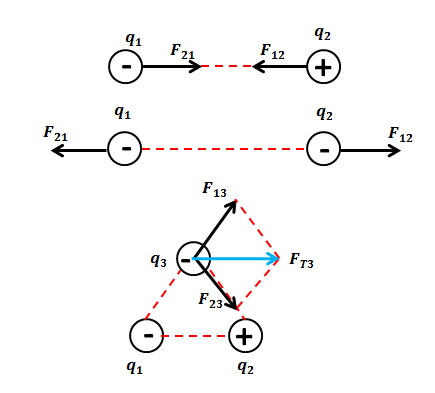 q1 q2
F21 F12
- +
q1 q2
F21 F12
- -
F13
q3 - FT3
F23
- +
q1 q2